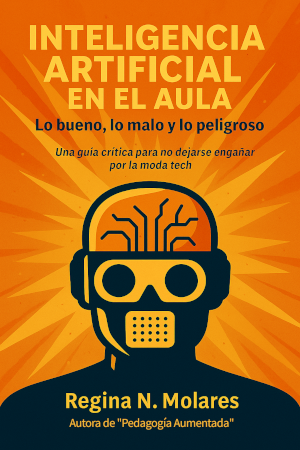 INTELIGENCIA
ARTIFICIAL
EN EL AULA
Lo bueno, lo malo y lo peligroso
Una guía crítica para no dejarse engañar
por la moda tech
Regina N. Molares
Autora de "Pedagogía Aumentada"